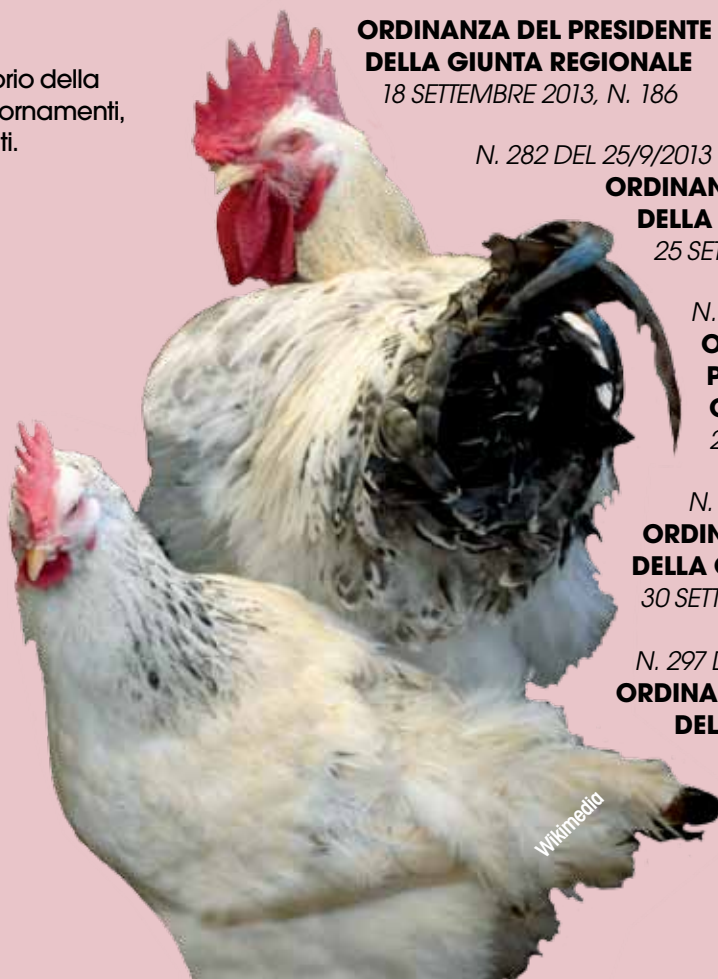 rio della
ornamenti,
ti.
ORDINANZA DEL PRESIDENTE
DELLA GIUNTA REGIONALE
18 SETTEMBRE 2013, N. 186
N. 282 DEL 25/9/2013
ORDINAN
DELLA
25 SET
N.
O
P
G
2
N.
ORDIN
DELLA G
30 SETT
N. 297 D
ORDINA
DEL
Wikimedia